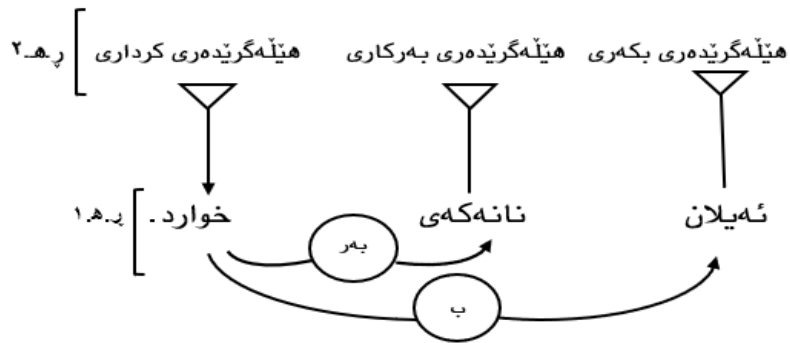 هێڵەگرێدەری بکەری هێڵەگرێدەری بەرکاری هێڵەگرێدەری کرداری ڕ.هـ.٢
ئەیلان نانەکەی خوارد. ڕ.هـ.١
بەر
ب